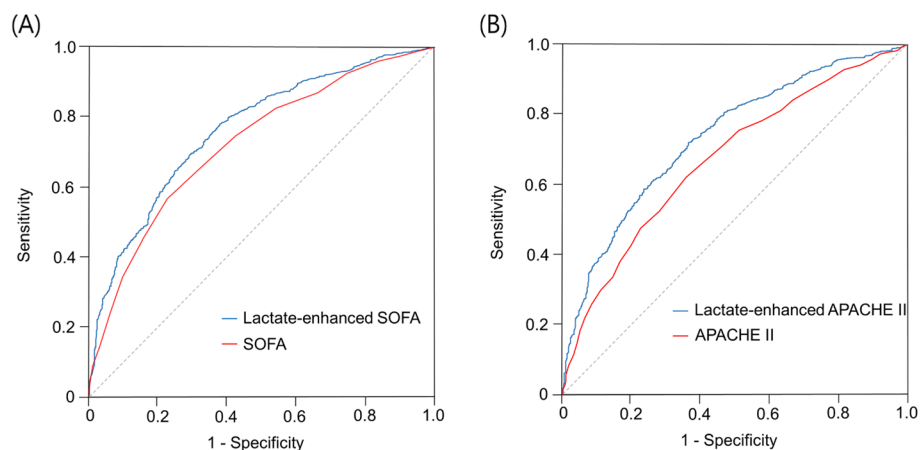 (A)
1.0
0.8
0.6
0.4
0.2
0
Sensitivity
Lactate-enhanced SOFA
SOFA
0 0.2 0.4 0.6 0.8 1.0
1 - Specificity
(B)
1.0
0.8
0.6
0.4
0.2
0
Sensitivity
Lactate-enhanced APACHE II
APACHE II
0 0.2 0.4 0.6 0.8 1.0
1 - Specificity